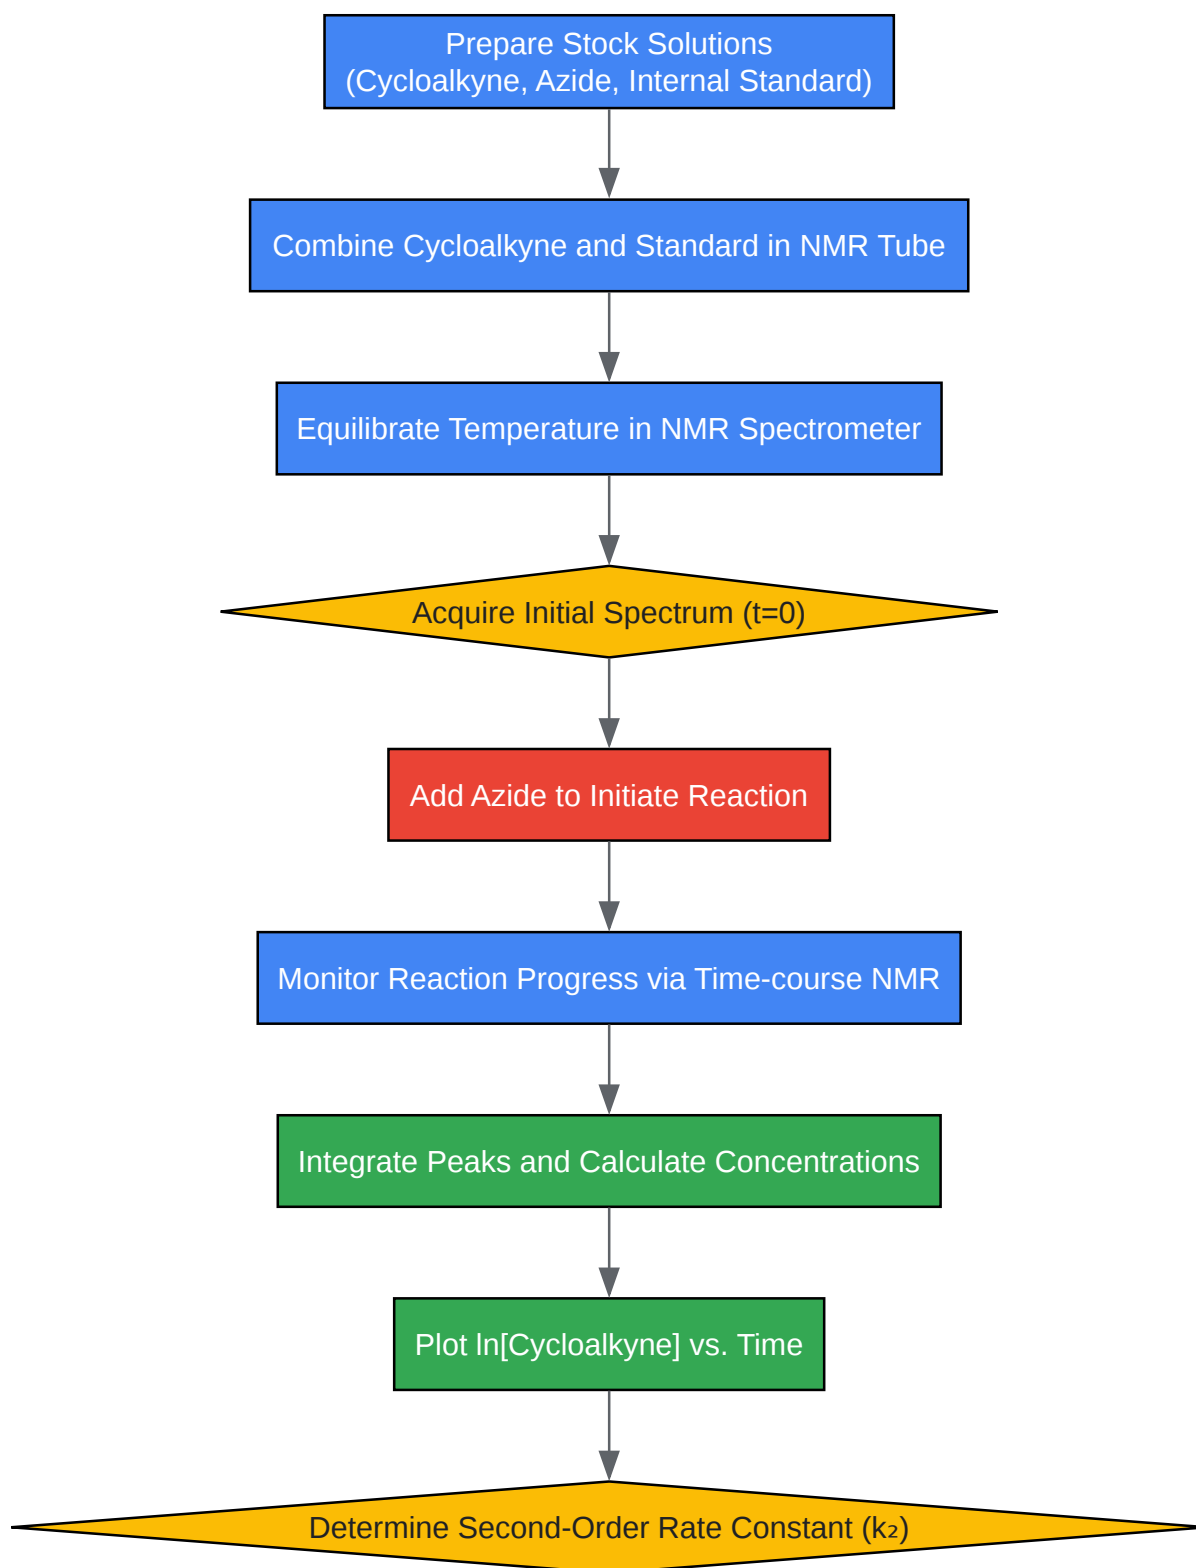 Prepare Stock Solutions
(Cycloalkyne, Azide, Internal Standard)
Combine Cycloalkyne and Standard in NMR Tube
Equilibrate Temperature in NMR Spectrometer
Acquire Initial Spectrum (t=0)
Add Azide to Initiate Reaction
Monitor Reaction Progress via Time-course NMR
Integrate Peaks and Calculate Concentrations
Plot ln[Cycloalkyne] vs. Time
Determine Second-Order Rate Constant (k₂)